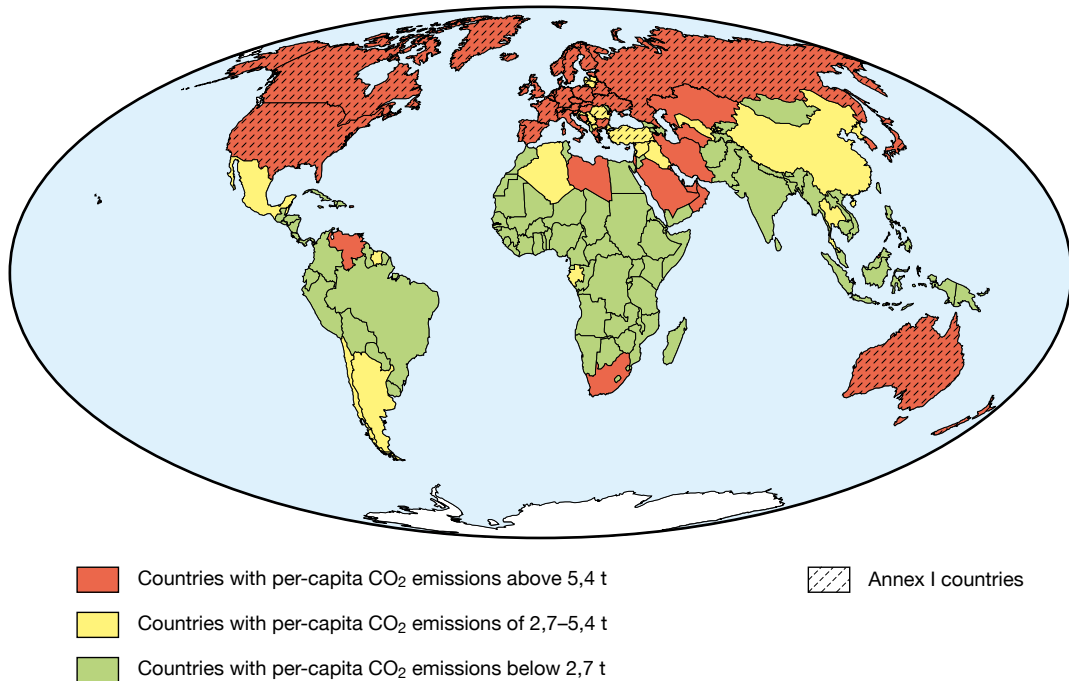 Countries with per-capita CO₂ emissions above 5,4 t
Annex I countries
Countries with per-capita CO₂ emissions of 2,7–5,4 t
Countries with per-capita CO₂ emissions below 2,7 t